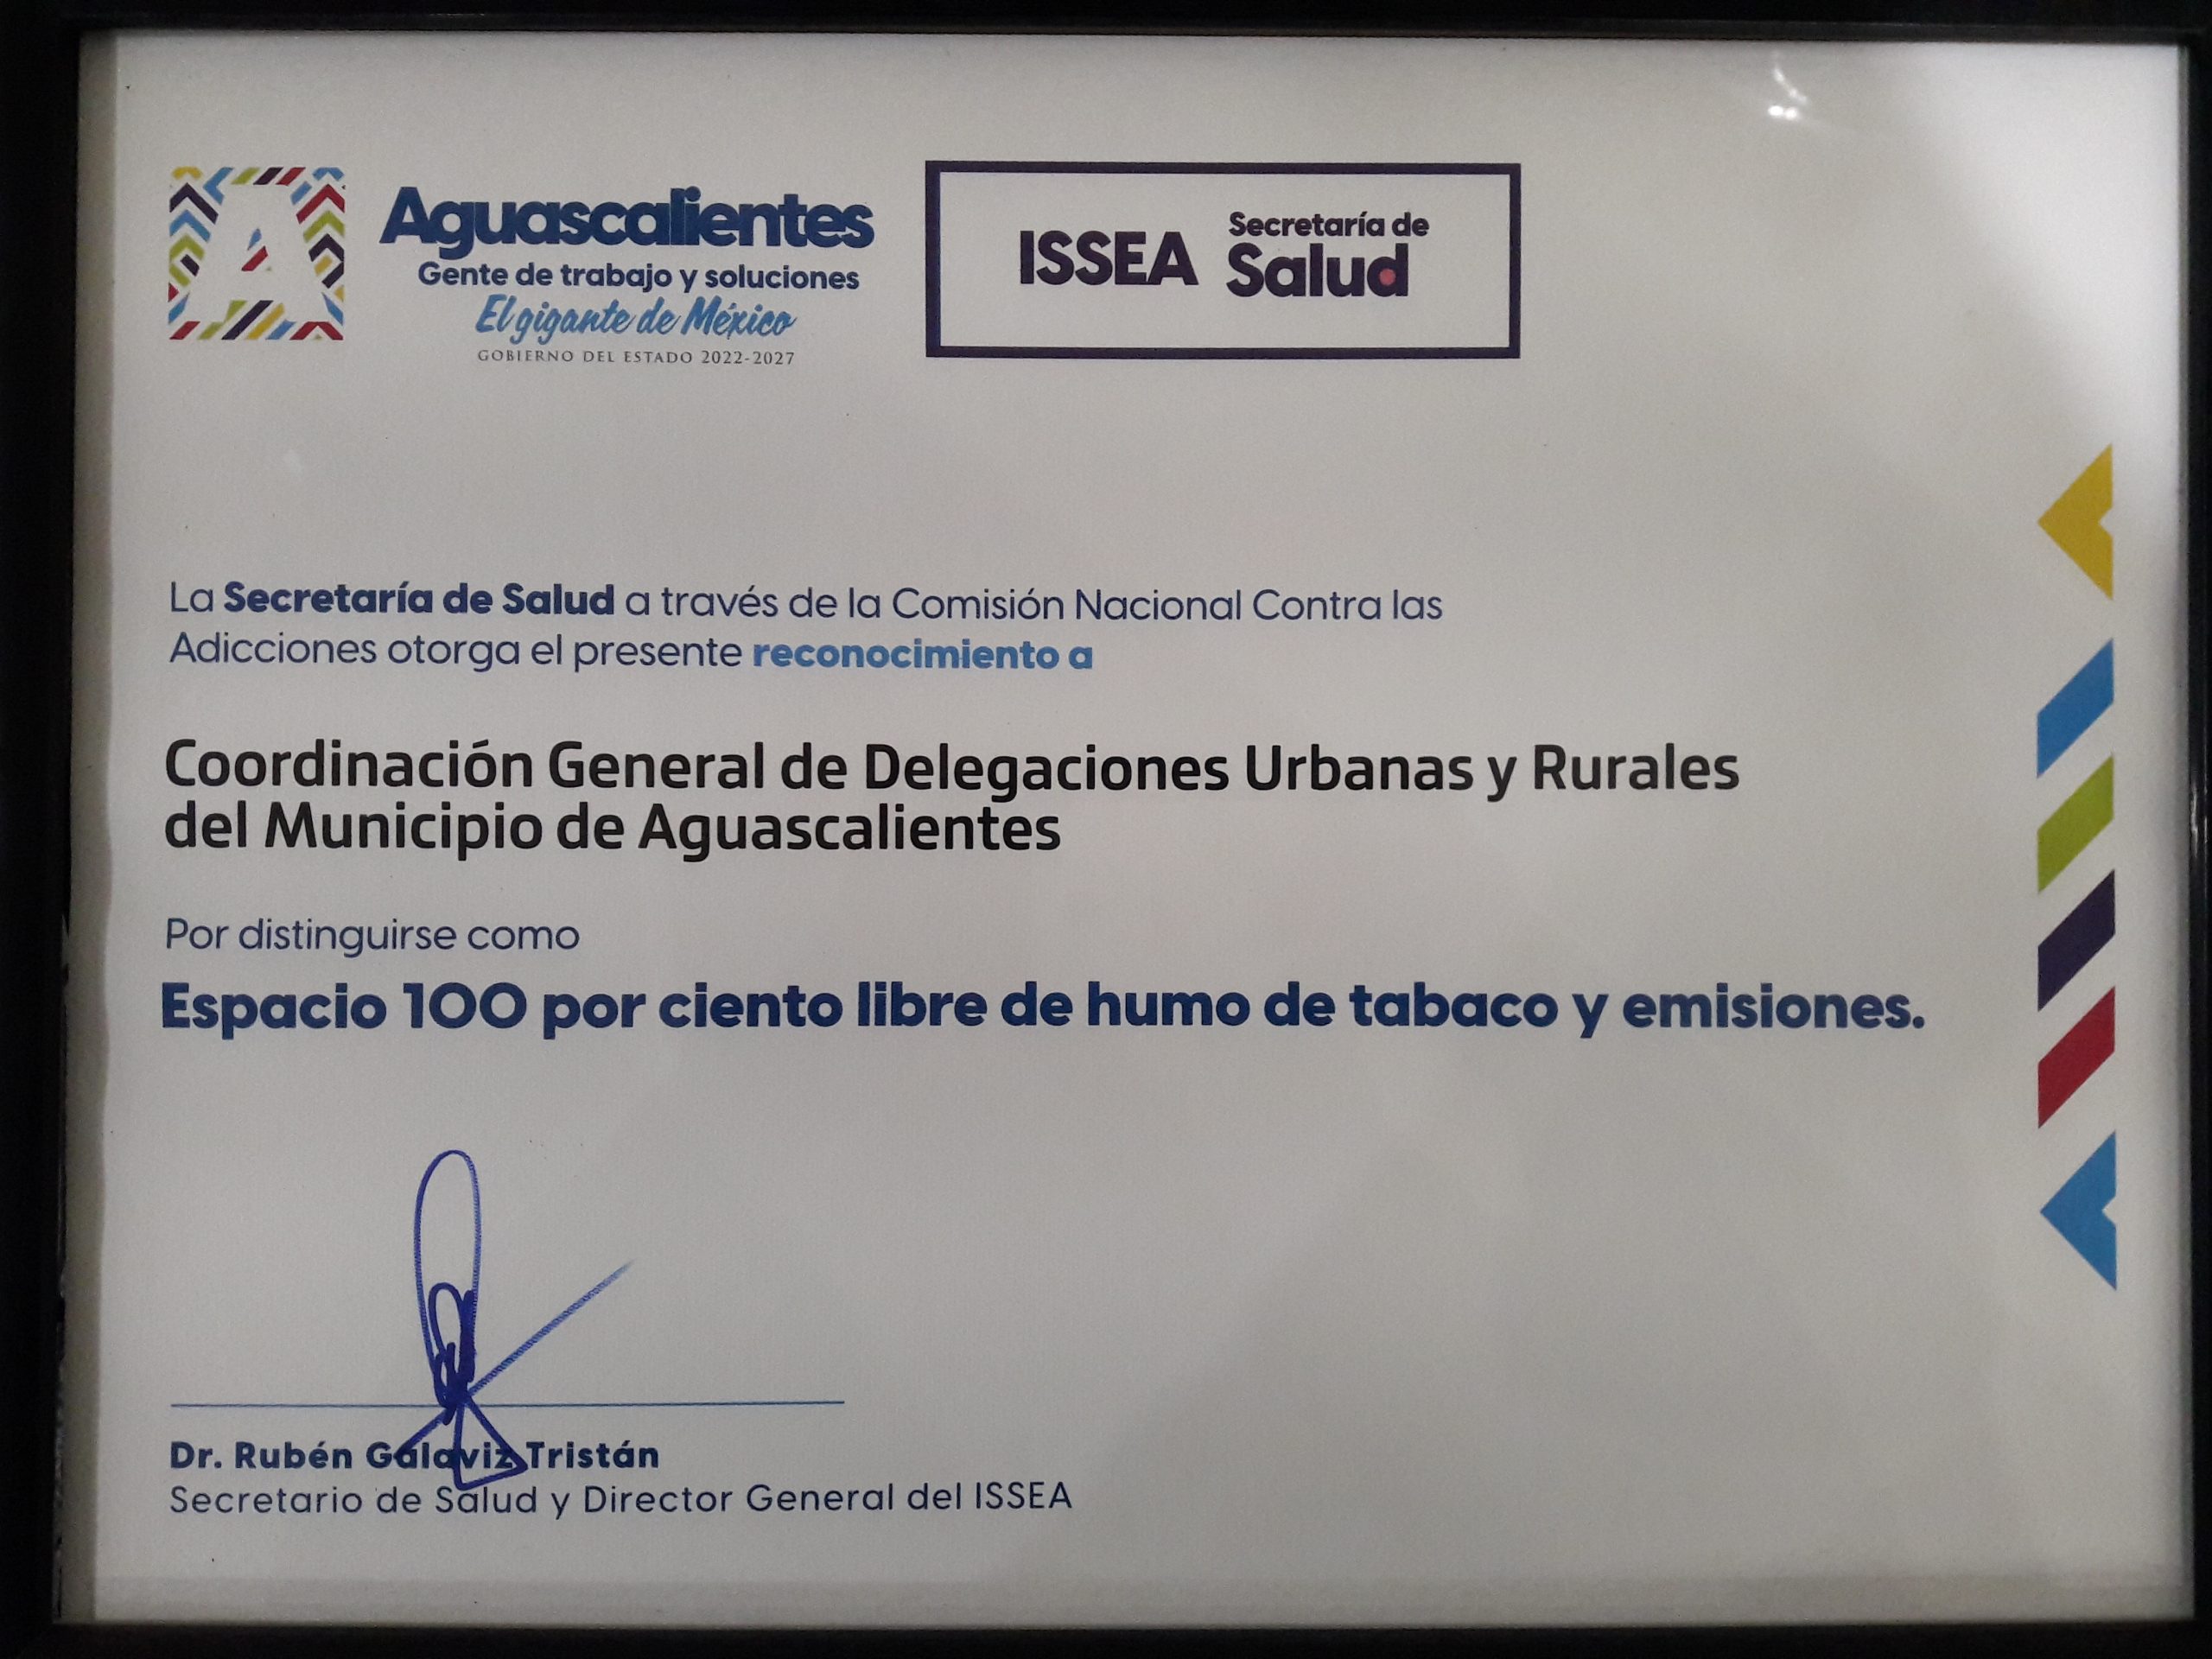 Aguascalientes
Gente de trabajo y soluciones
El gigante de México
GOBIERNO DEL ESTADO 2022-2027
ISSEA
Secretaría de
Salud
La Secretaría de Salud a través de la Comisión Nacional Contra las
Adicciones otorga el presente reconocimiento a
Coordinación General de Delegaciones Urbanas y Rurales
del Municipio de Aguascalientes
Por distinguirse como
Espacio 100 por ciento libre de humo de tabaco y emisiones.
Dr. Rubén Galaviz Tristán
Secretario de Salud y Director General del ISSEA